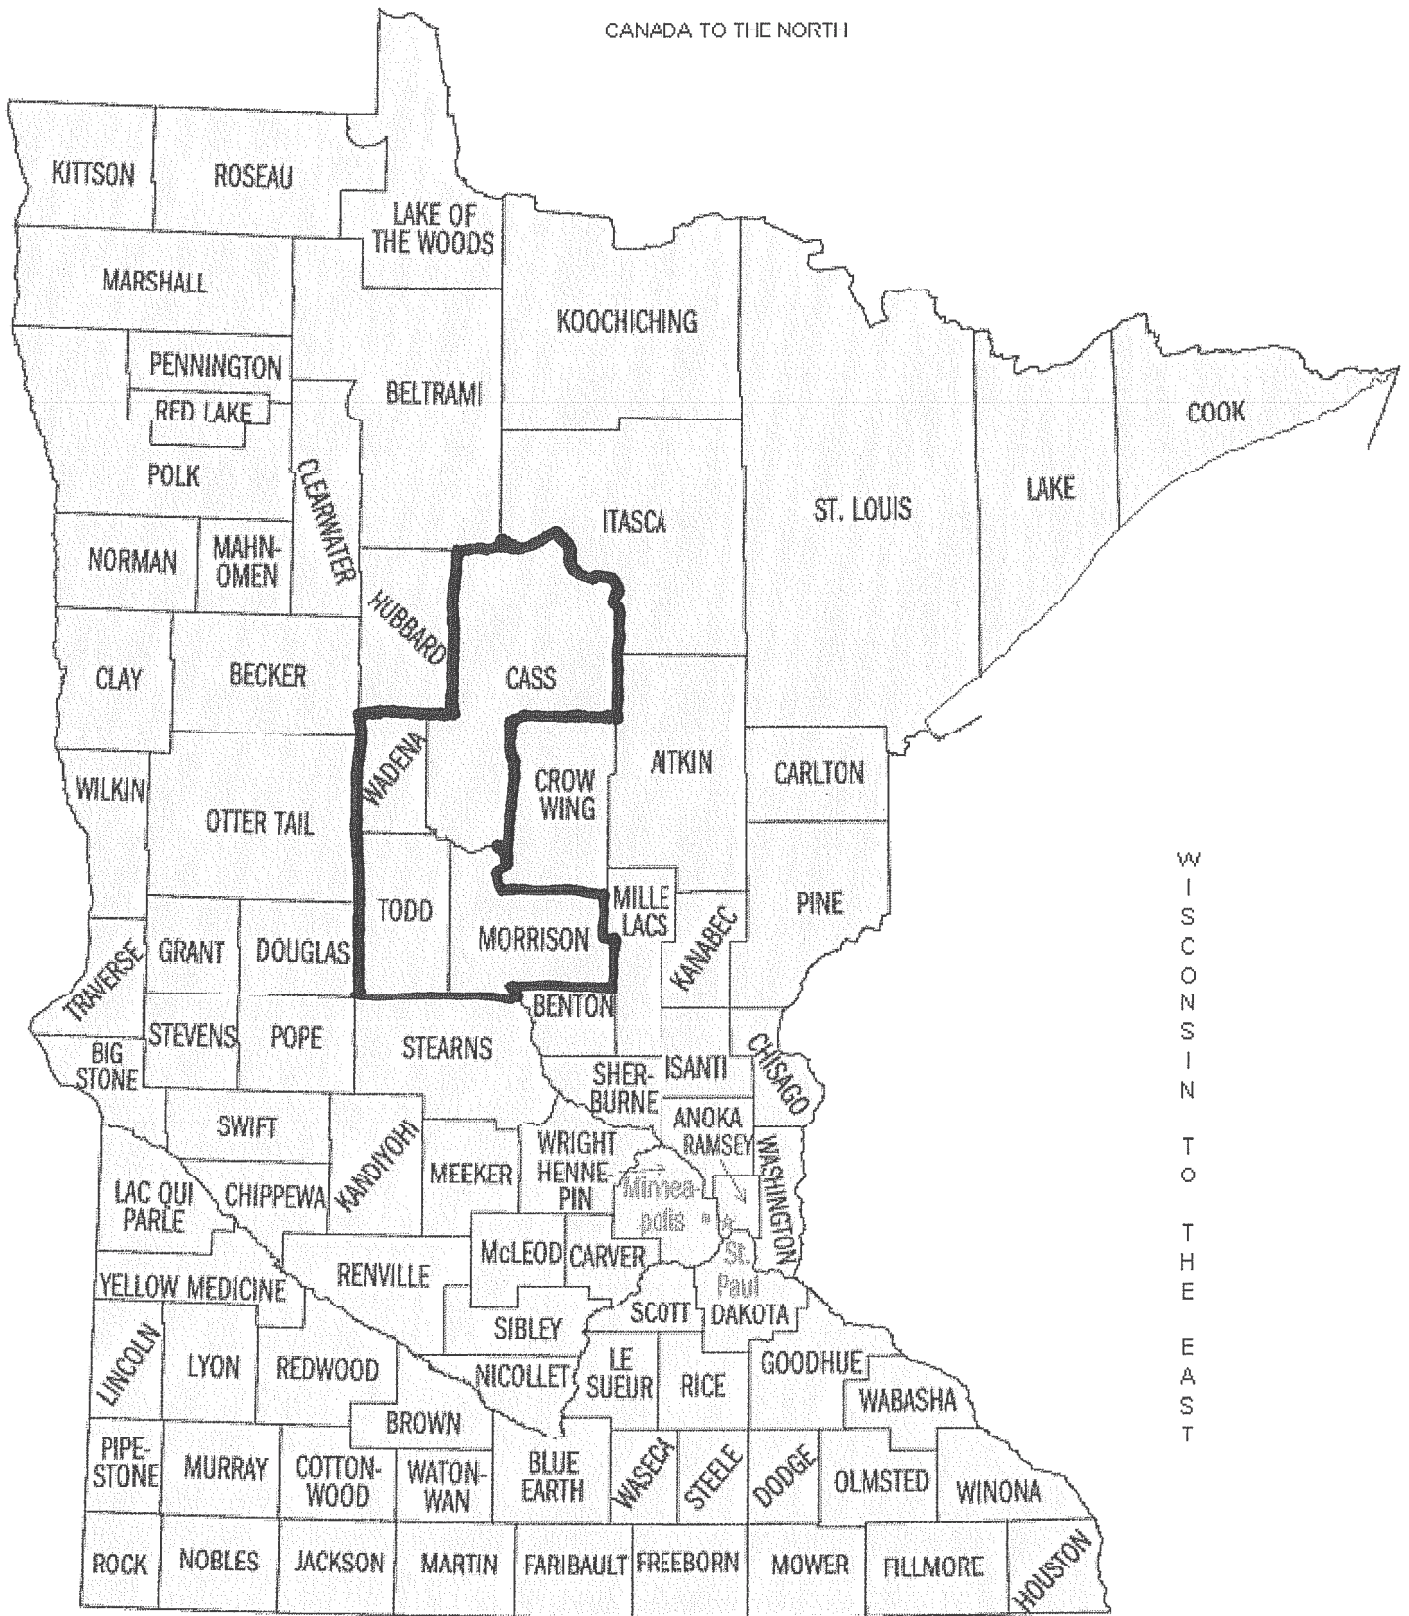 CANADA TO THE NORTH
KITTSON
ROSEAU
LAKE OF
THE WOODS
MARSHALL
KOOCHICHING
PENNINGTON
BELTRAMI
RED LAKE
COOK
POLK
CLEARWATER
LAKE
ST. LOUIS
ITASCA
NORMAN
MAHN-
OMEN
HUBBARD
CLAY
BECKER
CASS
WADENA
AITKIN
CARLTON
WILKIN
CROW
WING
OTTER TAIL
TODD
MILLE
LACS
PINE
KANABEC
MORRISON
GRANT
DOUGLAS
TRAVERSE
BENTON
STEVENS
POPE
STEARNS
BIG
STONE
ISANTI
CHISAGO
SHER-
BURNE
SWIFT
ANOKA
RAMSEY
KANDIYOHI
WRIGHT
HENNE
PIN
MEEKER
WASHINGTON
LAC QUI
PARLE
CHIPPEWA
Minnea-
polis
McLEOD
CARVER
St.
Paul
YELLOW MEDICINE
RENVILLE
SCOTT
DAKOTA
SIBLEY
LINCOLN
LYON
REDWOOD
NICOLLET
LE
SUEUR
RICE
GOODHUE
WABASHA
BROWN
PIPE-
STONE
MURRAY
COTTON-
WOOD
WATON-
WAN
BLUE
EARTH
WASECA
STEELE
DODGE
OLMSTED
WINONA
ROCK
NOBLES
JACKSON
MARTIN
FARIBAULT
FREEBORN
MOWER
FILLMORE
HOUSTON
WISCONSIN TO THE EAST